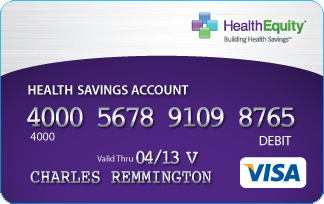 HealthEquity®
Building Health Savings™
HEALTH SAVINGS ACCOUNT
4000 5678 9109 8765
4000
DEBIT
Valid Thru 04/13 V
CHARLES REMMINGTON
VISA